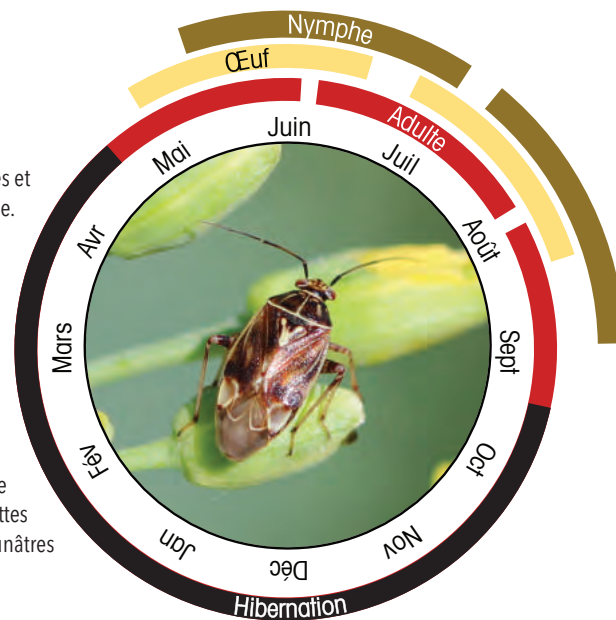 Nymphe
Œuf
Adulte
Juin
Juil
Août
Sept
Oct
Nov
Déc
Jan
Fév
Mars
Avr
Mai
Hibernation
s et
e.
e
ttes
unâtres